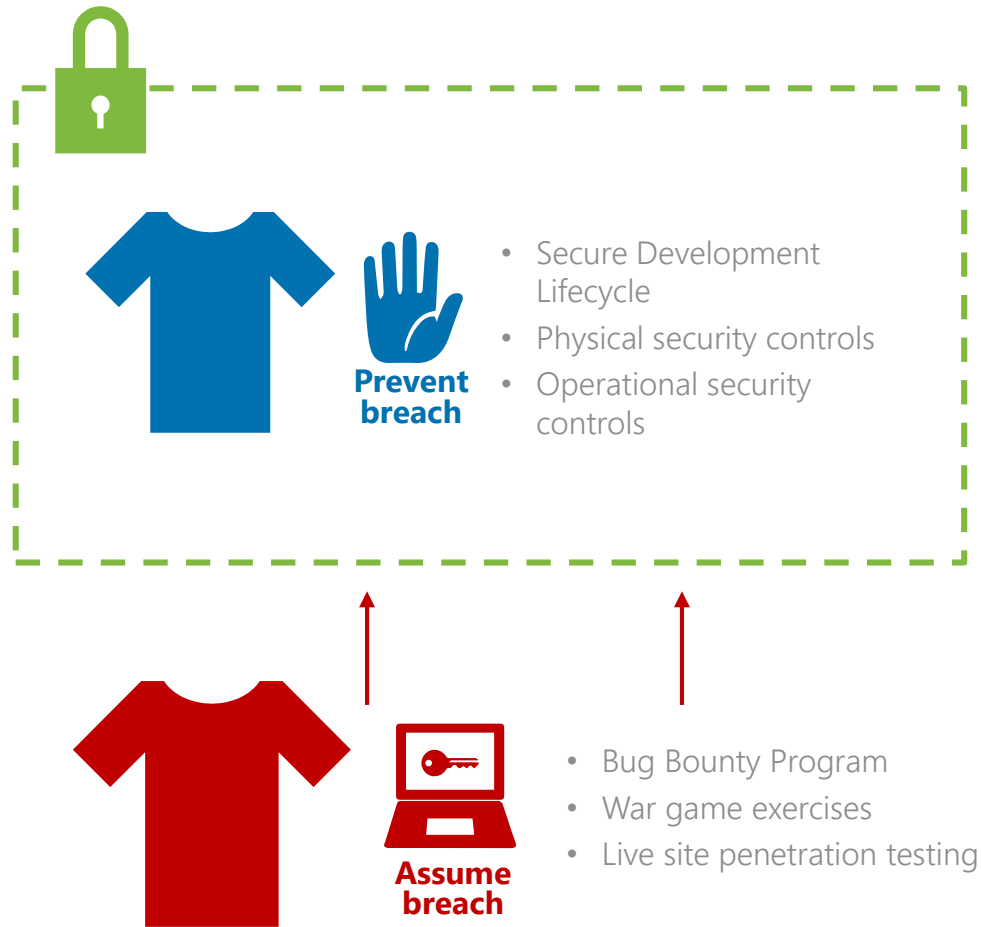 Prevent
breach
• Secure Development
Lifecycle
• Physical security controls
• Operational security
controls
Assume
breach
• Bug Bounty Program
• War game exercises
• Live site penetration testing